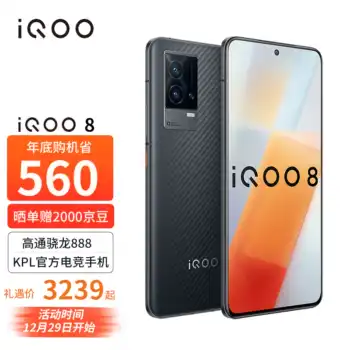 iQOO
iQOO 8
年底购机省
560
晒单赠2000京豆
高通骁龙888
KPL官方电竞手机
礼遇价 3239起
活动时间
12月29日开始
iQOO
iQOO 8